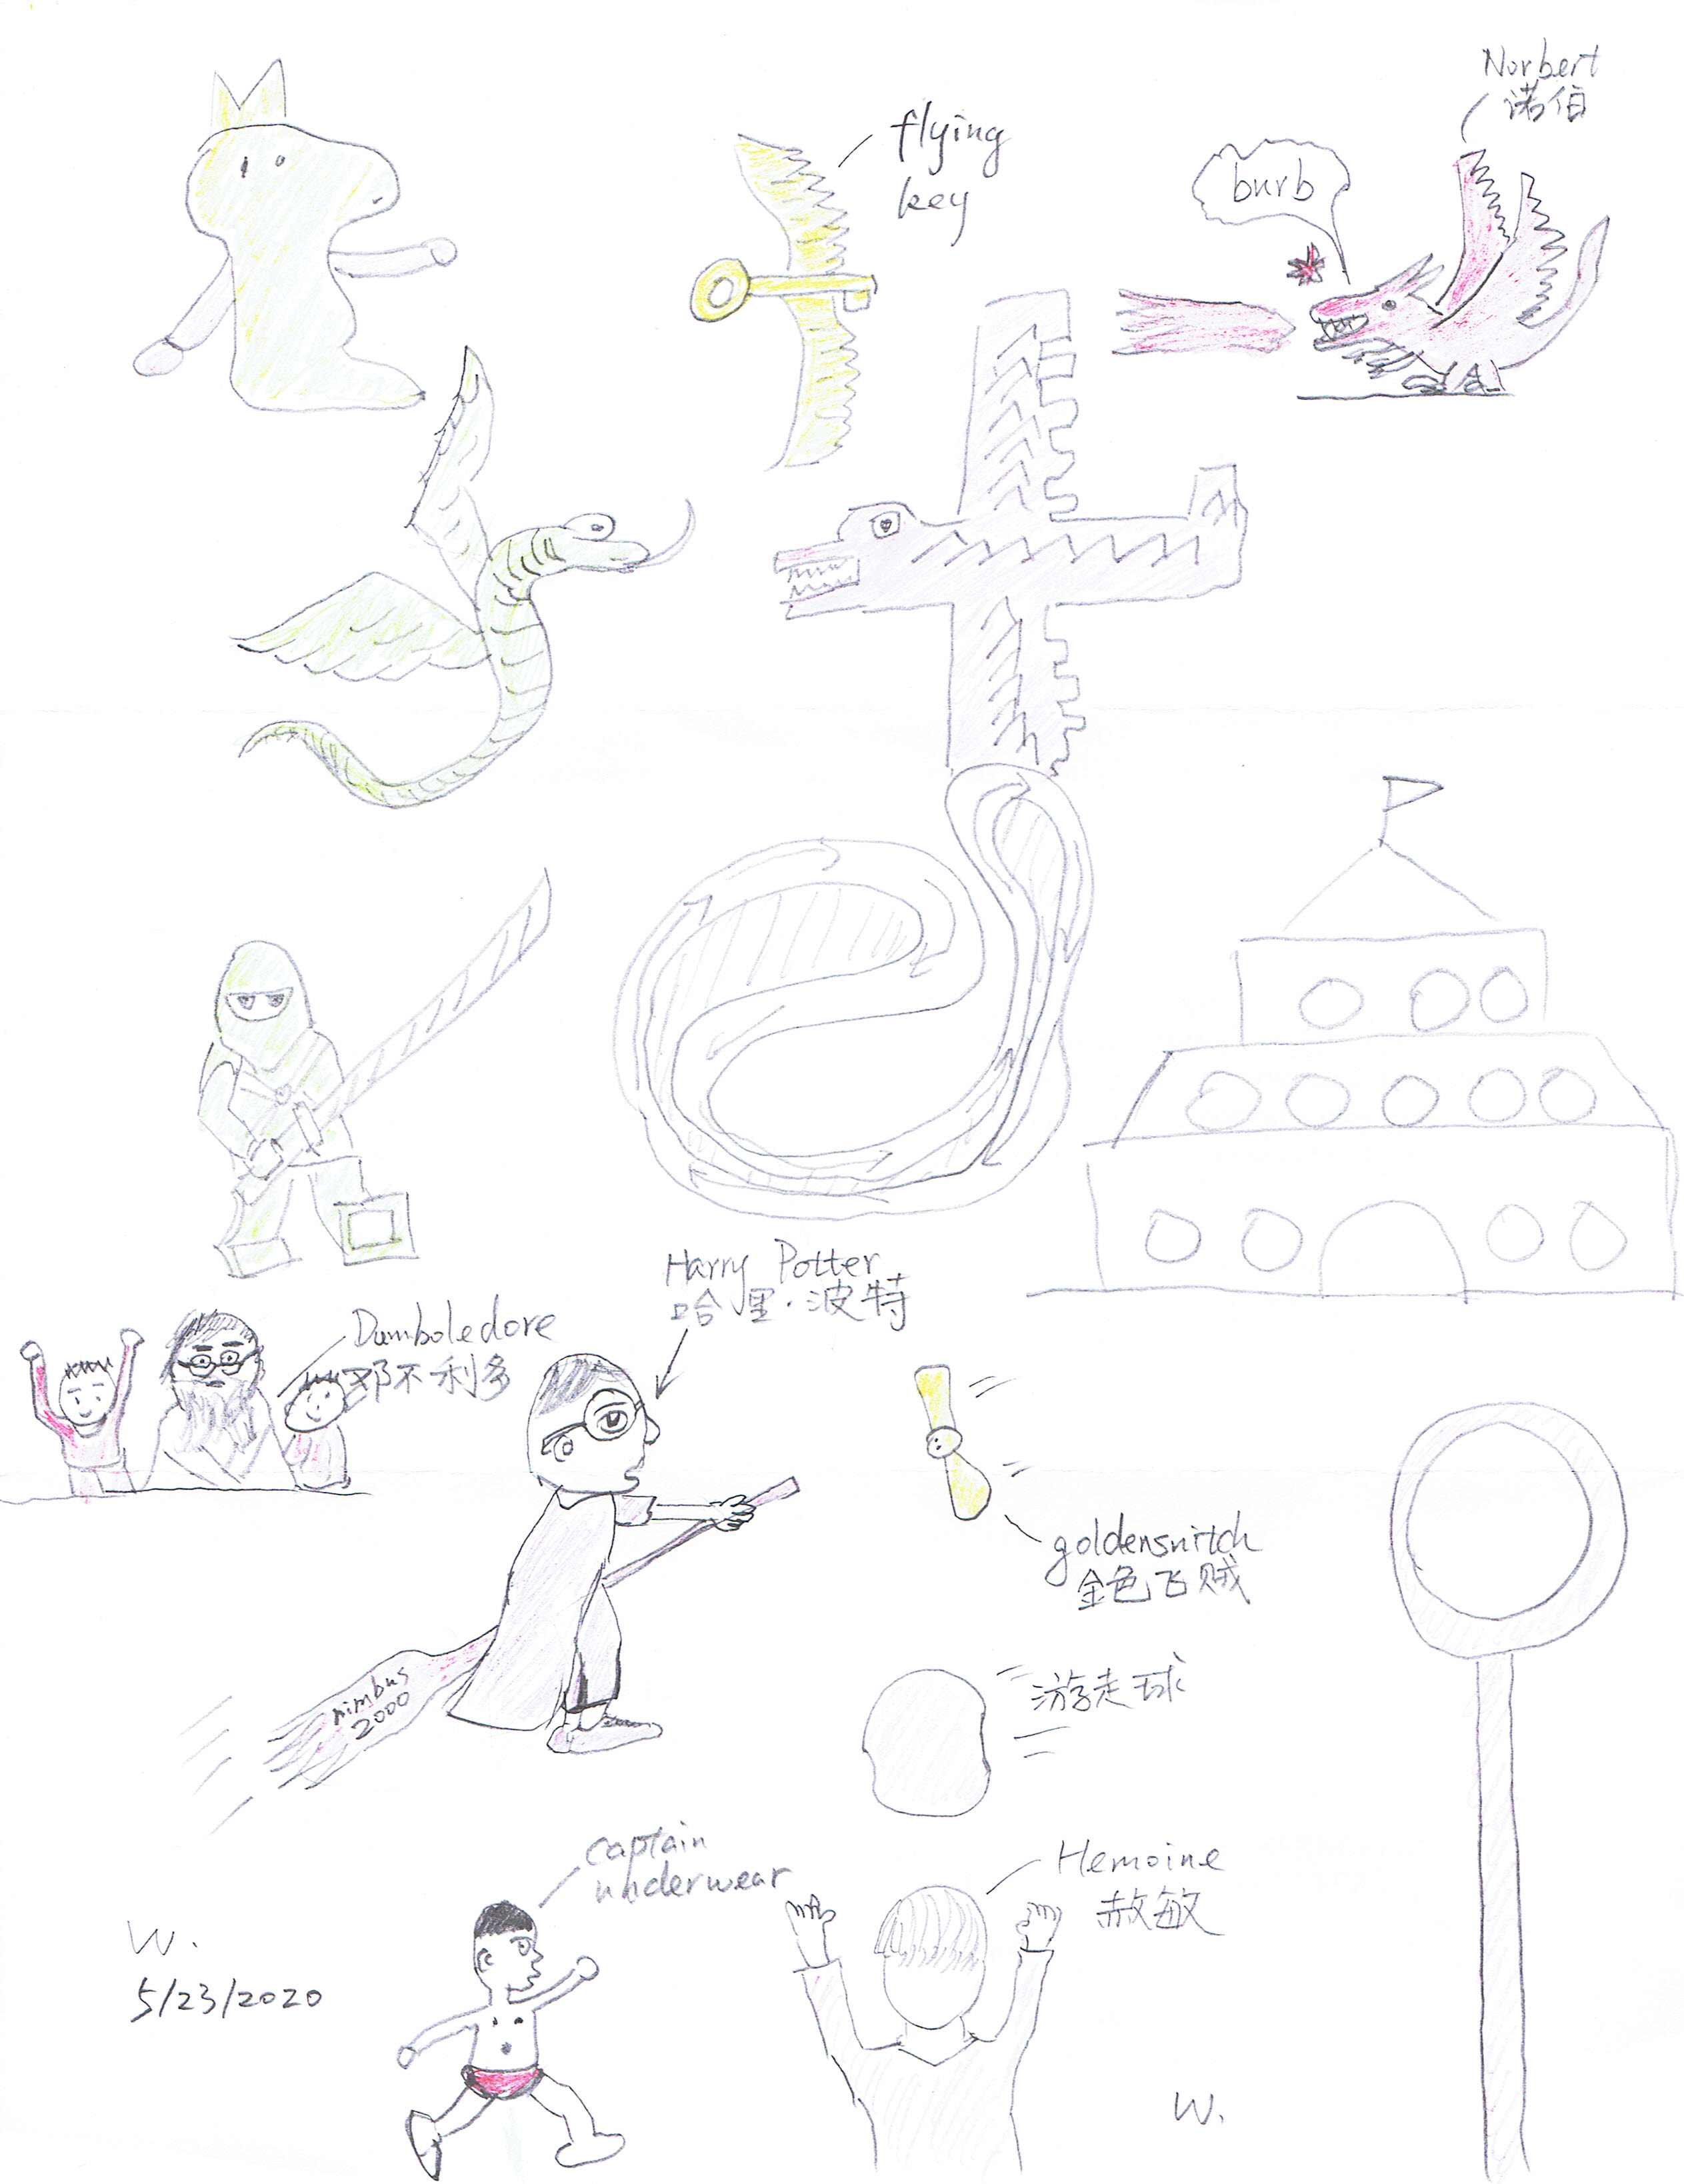 Norbert
诺伯
flying
key
burb
Harry Potter
哈里·波特
Dumboledore
邓不利多
goldensnitch
金色飞贼
nimbus
2000
游走球
captain
underwear
Hemoine
赫敏
W.
5/23/2020
W.